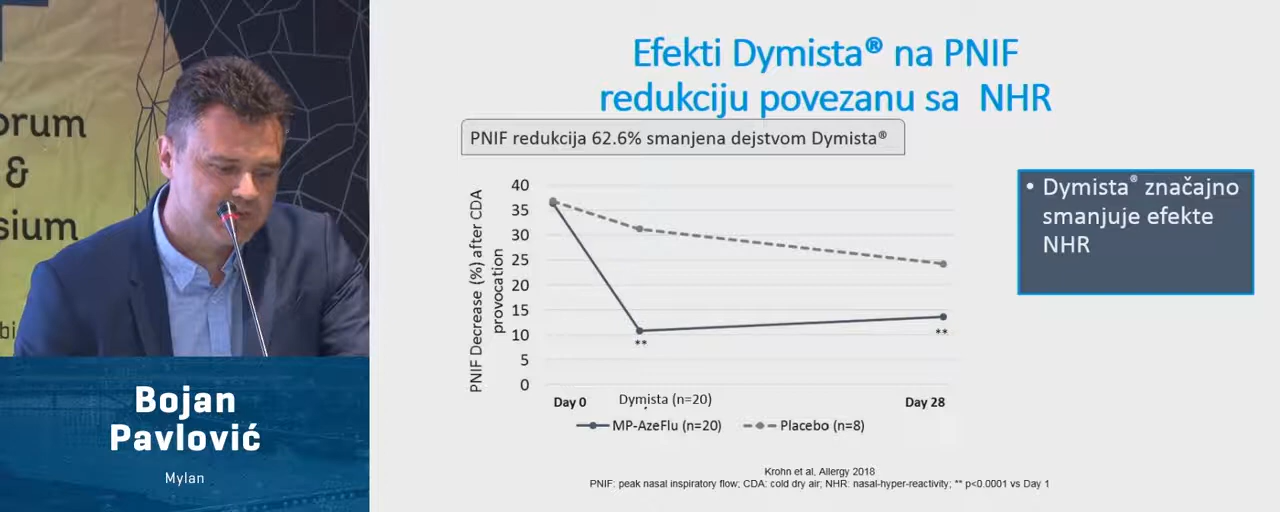 orum
&
sium
bi
Bojan
Pavlović
Mylan
Efekti Dymista® na PNIF
redukciju povezanu sa NHR
PNIF redukcija 62.6% smanjena dejstvom Dymista®
PNIF Decrease (%) after CDA
provocation
40
35
30
25
20
15
10
5
0
**
**
Day 0
Dymista (n=20)
Day 28
MP-AzeFlu (n=20)
Placebo (n=8)
• Dymista® značajno
smanjuje efekte
NHR
Krohn et al, Allergy 2018
PNIF: peak nasal inspiratory flow; CDA: cold dry air; NHR: nasal-hyper-reactivity; ** p<0.0001 vs Day 1